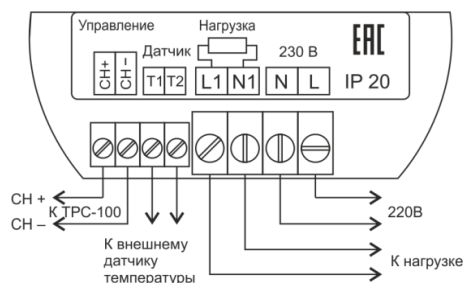 Управление
Нагрузка
Датчик
230 В
EAC
CH+
CH−
T1
T2
L1
N1
N
L
IP 20
CH +
К ТРС-100
CH −
220В
К внешнему
датчику
температуры
К нагрузке